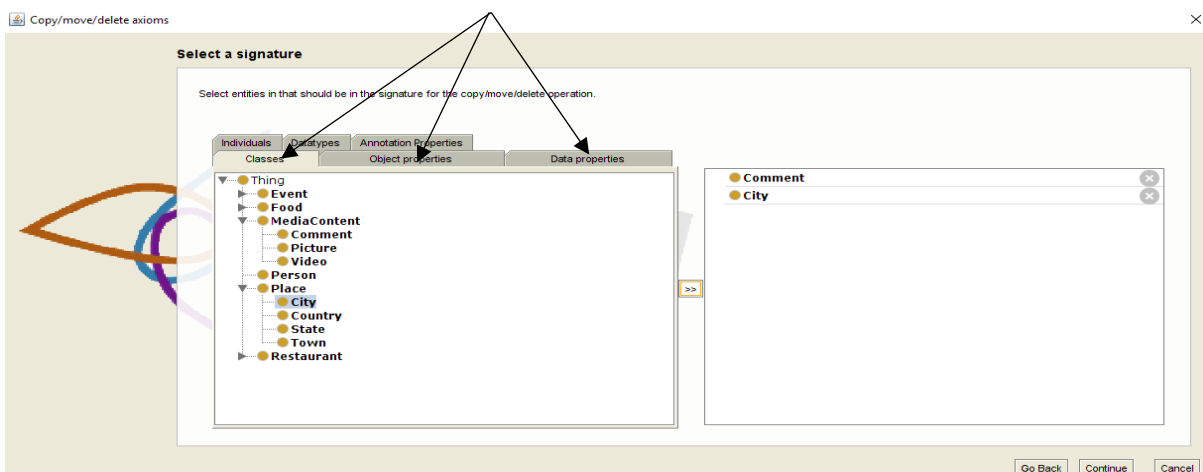 Copy/move/delete axioms
Select a signature
Select entities in that should be in the signature for the copy/move/delete operation.
Individuals Datatypes Annotation Properties
Classes Object properties Data properties
Thing
Event
Food
MediaContent
Comment
Picture
Video
Person
Place
City
Country
State
Town
Restaurant
>>
Comment
City
Go Back Continue Cancel